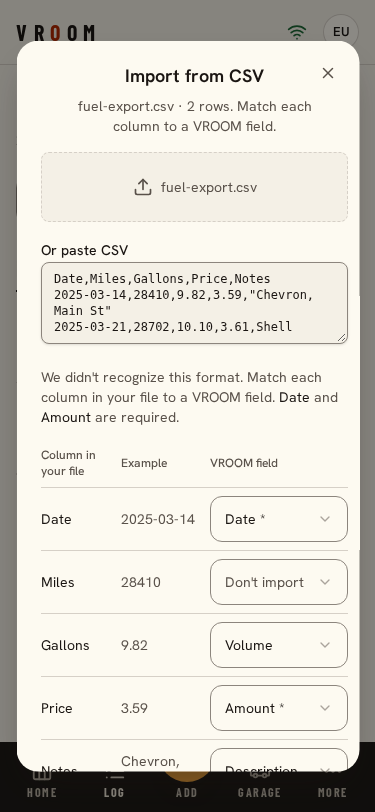 VROOM
EU
Import from CSV
fuel-export.csv · 2 rows. Match each
column to a VROOM field.
fuel-export.csv
Or paste CSV
Date,Miles,Gallons,Price,Notes
2025-03-14,28410,9.82,3.59,"Chevron,
Main St"
2025-03-21,28702,10.10,3.61,Shell
We didn't recognize this format. Match each
column in your file to a VROOM field. Date and
Amount are required.
Column in
your file
Example
VROOM field
Date 2025-03-14 Date *
Miles 28410 Don't import
Gallons 9.82 Volume
Price 3.59 Amount *
Notes Chevron, Description
HOME LOG ADD GARAGE MORE